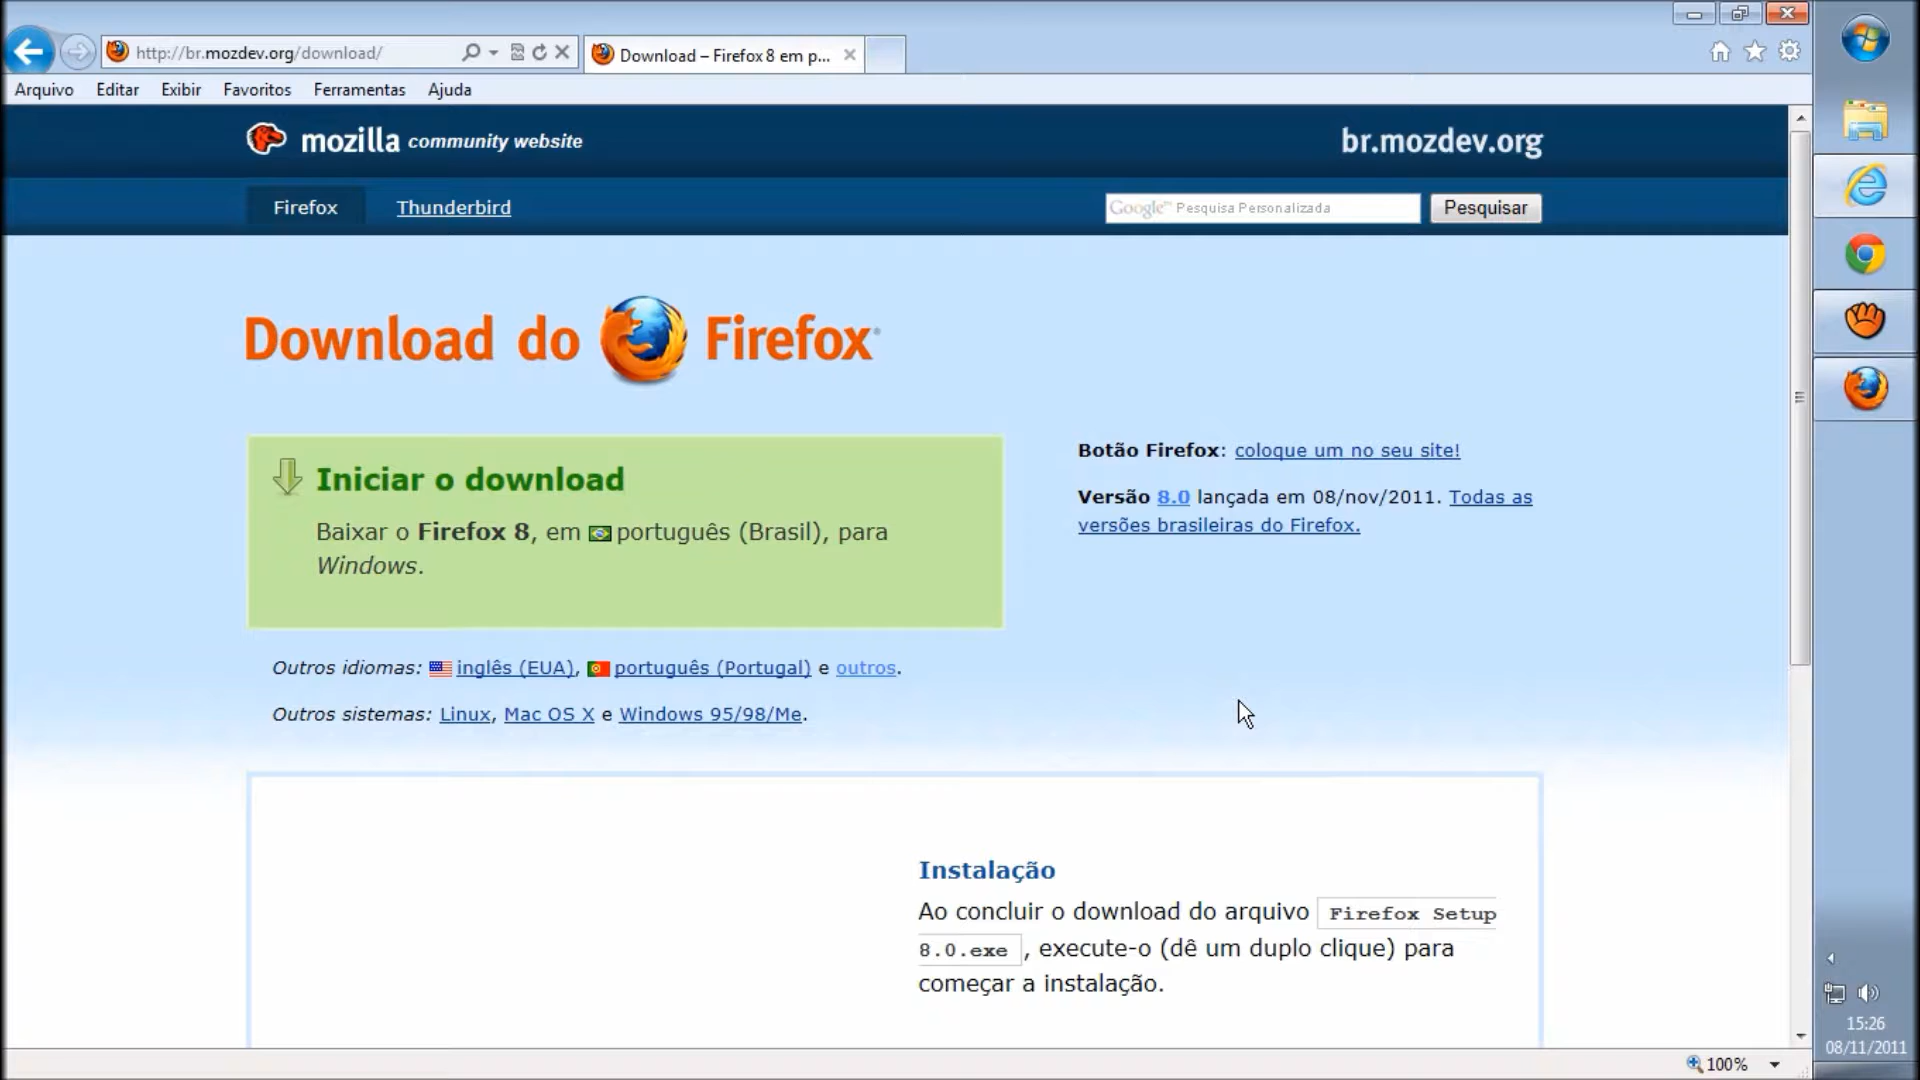 http://br.mozdev.org/download/
Download – Firefox 8 em p...
Arquivo Editar Exibir Favoritos Ferramentas Ajuda
mozilla community website
br.mozdev.org
Firefox Thunderbird
Google™ Pesquisa Personalizada Pesquisar
Download do Firefox®
Iniciar o download
Baixar o Firefox 8, em português (Brasil), para
Windows.
Botão Firefox: coloque um no seu site!
Versão 8.0 lançada em 08/nov/2011. Todas as
versões brasileiras do Firefox.
Outros idiomas: inglês (EUA), português (Portugal) e outros.
Outros sistemas: Linux, Mac OS X e Windows 95/98/Me.
Instalação
Ao concluir o download do arquivo Firefox Setup
8.0.exe , execute-o (dê um duplo clique) para
começar a instalação.
15:26
08/11/2011
100%